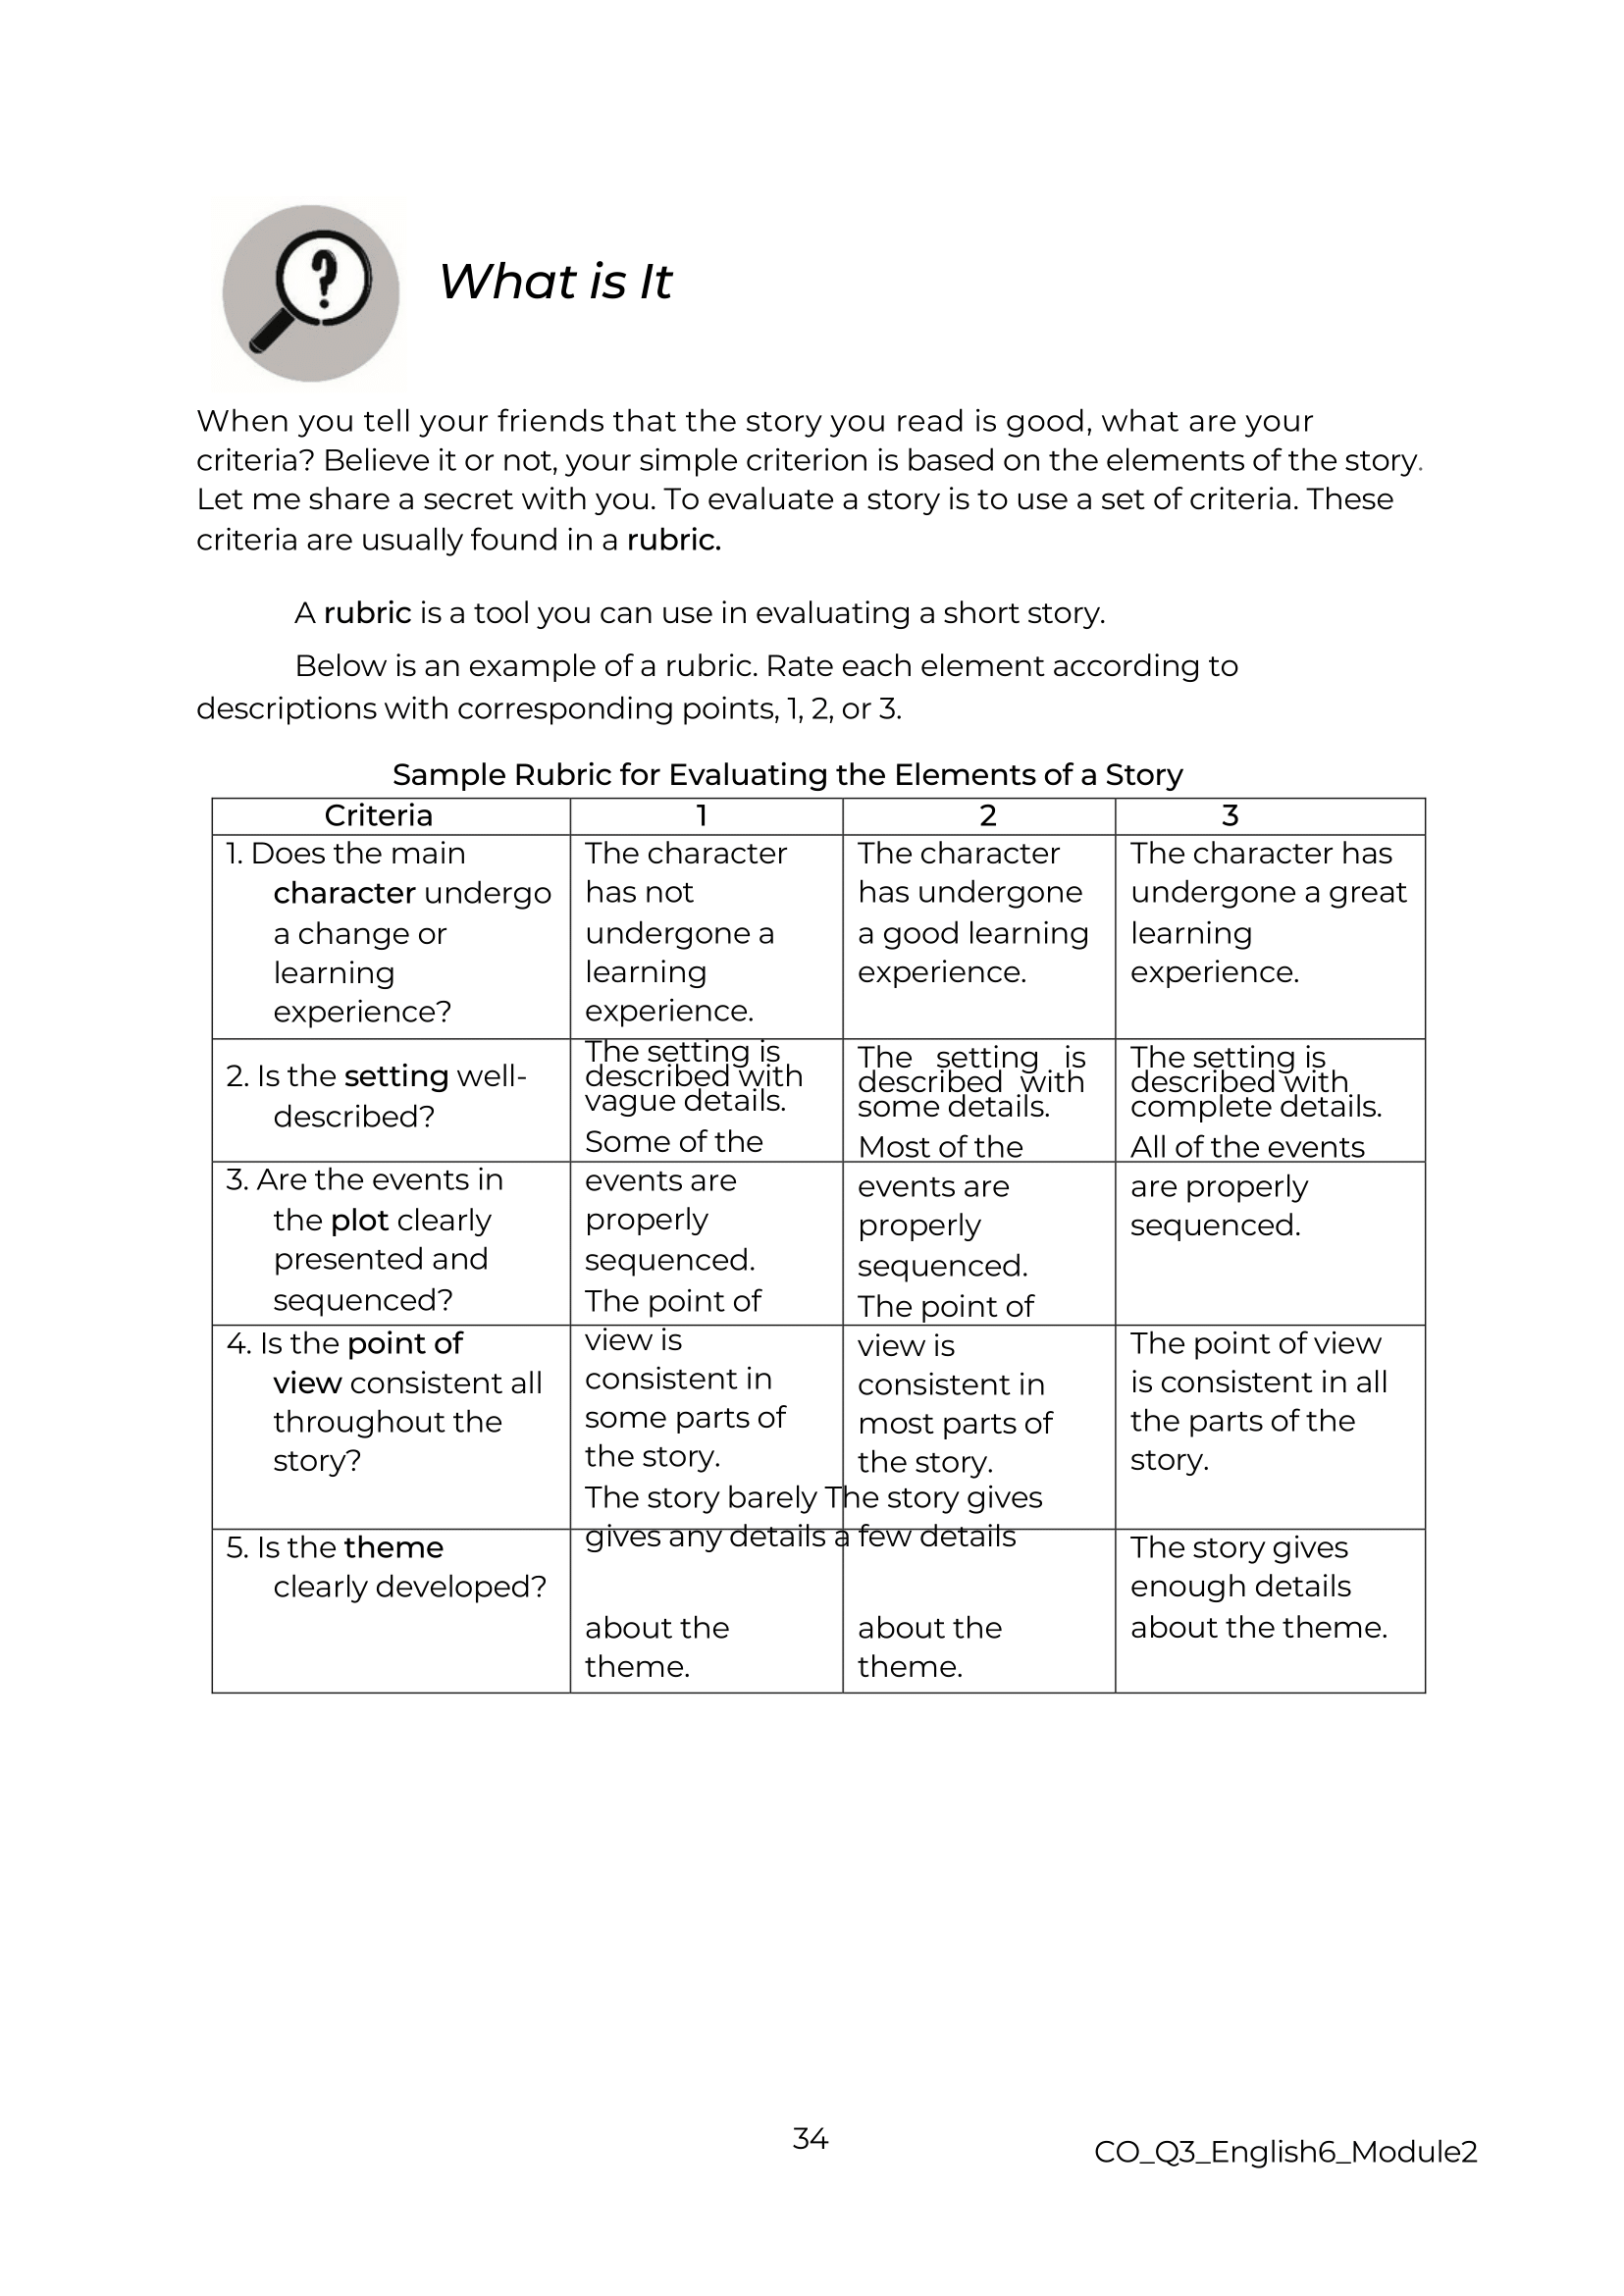 ?
What is It
When you tell your friends that the story you read is good, what are your
criteria? Believe it or not, your simple criterion is based on the elements of the story.
Let me share a secret with you. To evaluate a story is to use a set of criteria. These
criteria are usually found in a rubric.
A rubric is a tool you can use in evaluating a short story.
Below is an example of a rubric. Rate each element according to
descriptions with corresponding points, 1, 2, or 3.
Sample Rubric for Evaluating the Elements of a Story
Criteria
1
2
3
1. Does the main
character undergo
a change or
learning
experience?
The character
has not
undergone a
learning
experience.
The character
has undergone
a good learning
experience.
The character has
undergone a great
learning
experience.
2. Is the setting well-
described?
The setting is
described with
vague details.
The setting is
described with
some details.
The setting is
described with
complete details.
3. Are the events in
the plot clearly
presented and
sequenced?
Some of the
events are
properly
sequenced.
Most of the
events are
properly
sequenced.
All of the events
are properly
sequenced.
4. Is the point of
view consistent all
throughout the
story?
The point of
view is
consistent in
some parts of
the story.
The point of
view is
consistent in
most parts of
the story.
The point of view
is consistent in all
the parts of the
story.
5. Is the theme
clearly developed?
The story barely
gives any details
about the
theme.
The story gives
a few details
about the
theme.
The story gives
enough details
about the theme.
34
CO_Q3_English6_Module2